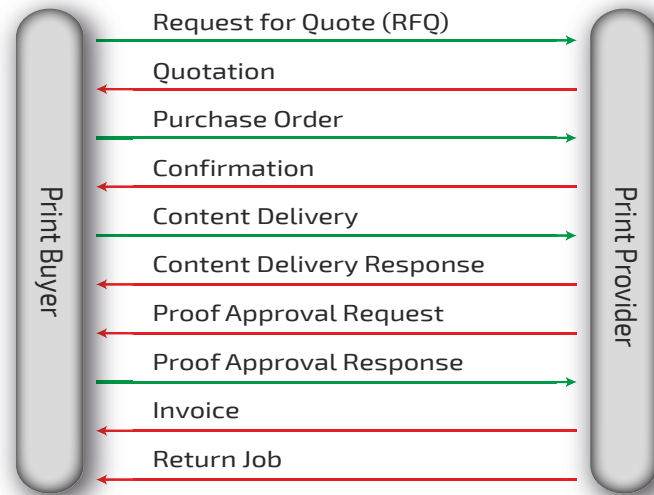 Request for Quote (RFQ)
Quotation
Purchase Order
Confirmation
Content Delivery
Content Delivery Response
Proof Approval Request
Proof Approval Response
Invoice
Return Job
Print Buyer
Print Provider